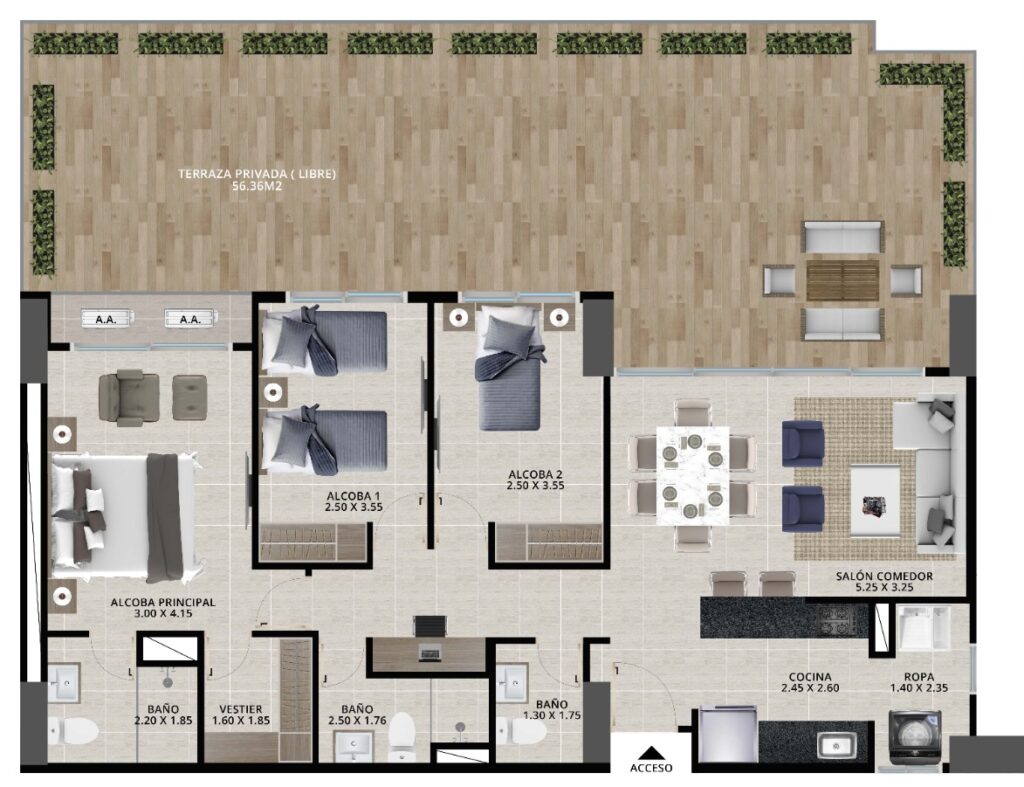 TERRAZA PRIVADA ( LIBRE)
56.36M2
A.A.
A.A.
ALCOBA 1
2.50 X 3.55
ALCOBA 2
2.50 X 3.55
SALÓN COMEDOR
5.25 X 3.25
ALCOBA PRINCIPAL
3.00 X 4.15
BAÑO
2.20 X 1.85
VESTIER
1.60 X 1.85
BAÑO
2.50 X 1.76
BAÑO
1.30 X 1.75
COCINA
2.45 X 2.60
ROPA
1.40 X 2.35
ACCESO